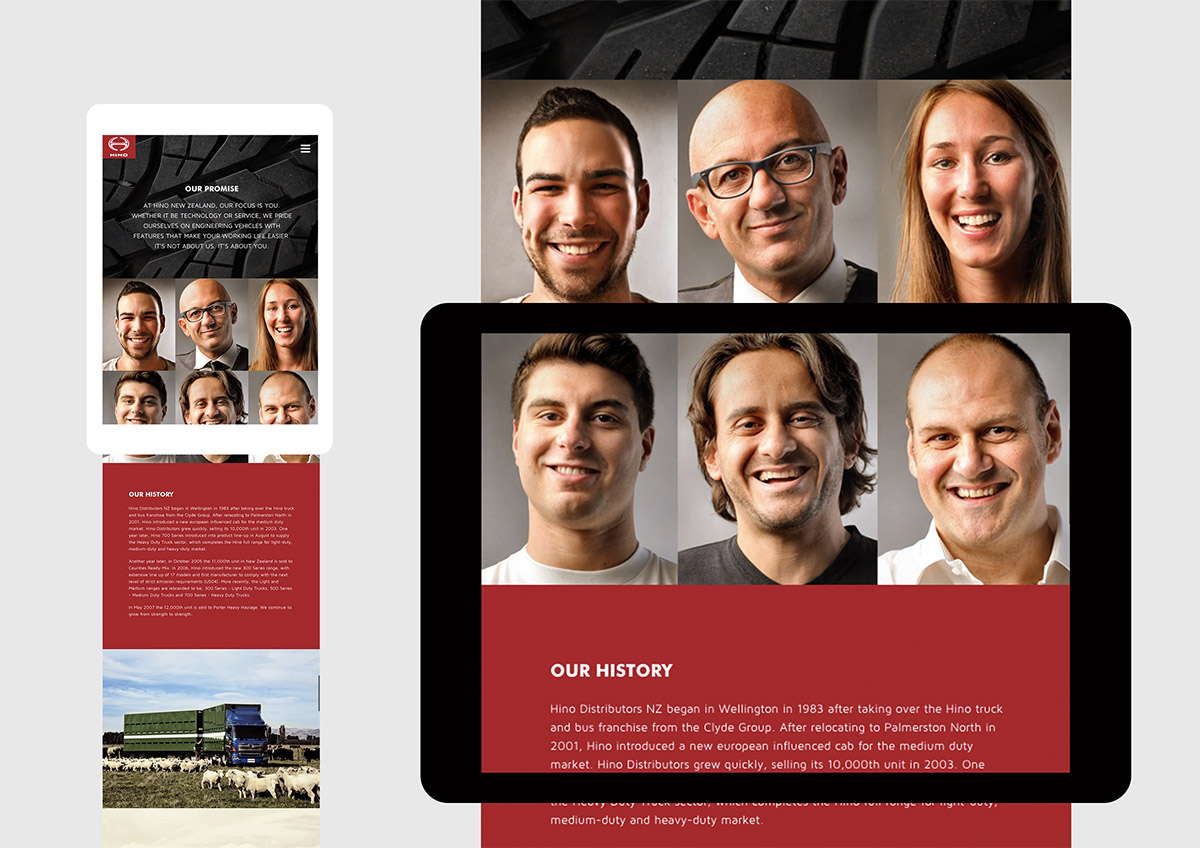 HINO
OUR PROMISE
AT HINO NEW ZEALAND, OUR FOCUS IS YOU.
WHETHER IT BE TECHNOLOGY OR SERVICE, WE PRIDE
OURSELVES ON ENGINEERING VEHICLES WITH
FEATURES THAT MAKE YOUR WORKING LIFE EASIER.
IT'S NOT ABOUT US, IT'S ABOUT YOU.
OUR HISTORY
Hino Distributors NZ began in Wellington in 1983 after taking over the Hino truck
and bus franchise from the Clyde Group. After relocating to Palmerston North in
2001, Hino introduced a new european influenced cab for the medium duty
market. Hino Distributors grew quickly, selling its 10,000th unit in 2003. One
year later, Hino 700 Series introduced into product line-up in August to supply
the Heavy Duty Truck sector, which completes the Hino full range for light-duty,
medium-duty and heavy-duty market.
Another year later, in October 2005 the 11,000th unit in New Zealand is sold to
Counties Ready-Mix. In 2006, Hino introduced the new 300 Series range, with
extensive line up of 17 models and first manufacturer to comply with the next
level of strict emission requirements (US04). More recently, the Light and
Medium ranges are rebranded to be; 300 Series - Light Duty Trucks, 500 Series
- Medium Duty Trucks and 700 Series - Heavy Duty Trucks.
In May 2007 the 12,000th unit is sold to Porter Heavy Haulage. We continue to
grow from strength to strength.
OUR HISTORY
Hino Distributors NZ began in Wellington in 1983 after taking over the Hino truck
and bus franchise from the Clyde Group. After relocating to Palmerston North in
2001, Hino introduced a new european influenced cab for the medium duty
market. Hino Distributors grew quickly, selling its 10,000th unit in 2003. One
the Heavy Duty Truck sector, which completes the Hino full range for light-duty,
medium-duty and heavy-duty market.